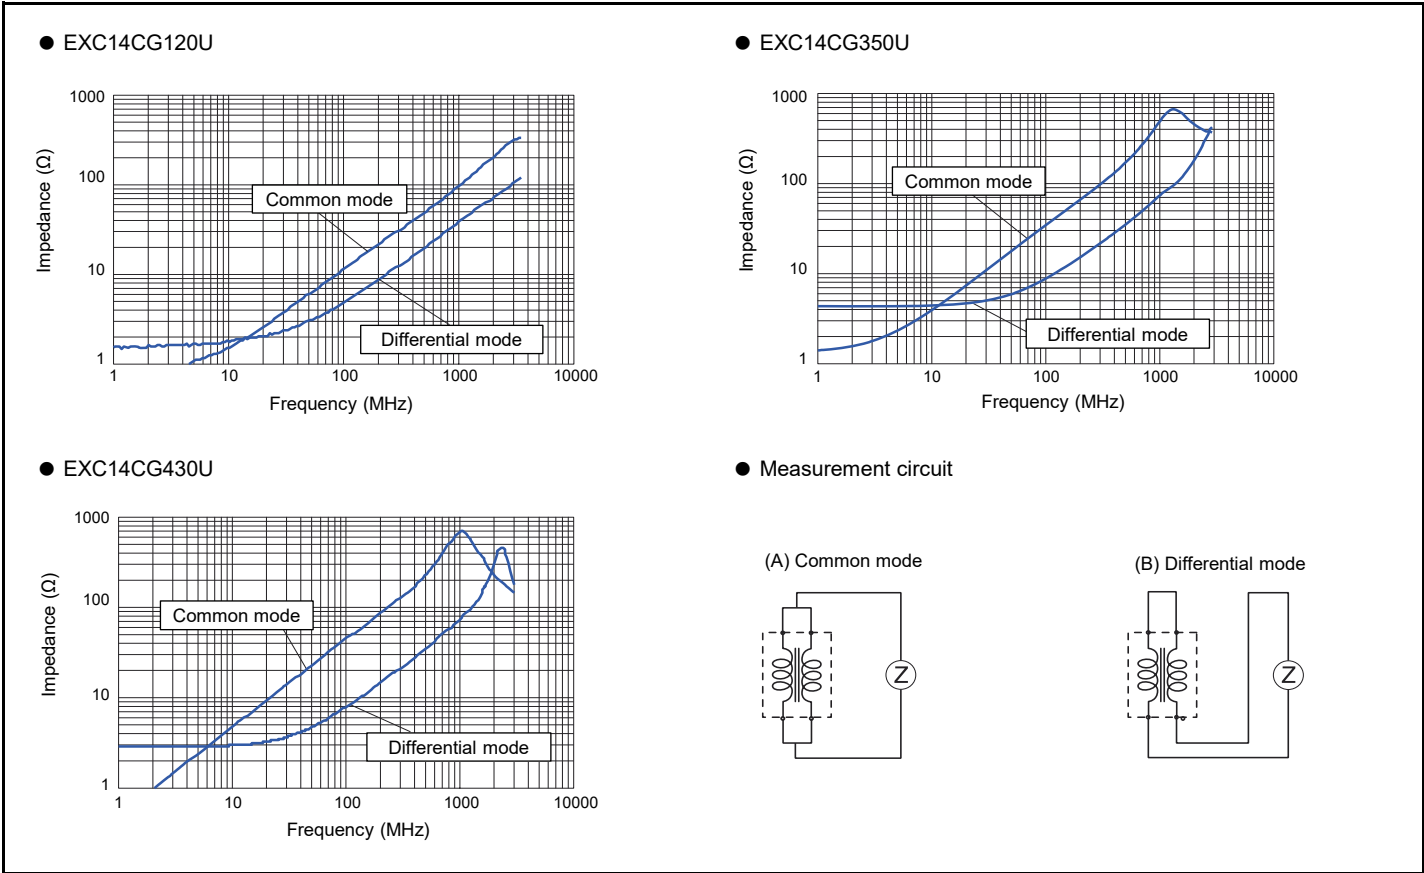 ● EXC14CG120U
1000
100
10
1
Impedance (Ω)
Common mode
Differential mode
1 10 100 1000 10000
Frequency (MHz)
● EXC14CG350U
1000
100
10
1
Impedance (Ω)
Common mode
Differential mode
1 10 100 1000 10000
Frequency (MHz)
● EXC14CG430U
1000
100
10
1
Impedance (Ω)
Common mode
Differential mode
1 10 100 1000 10000
Frequency (MHz)
● Measurement circuit
(A) Common mode
Z
(B) Differential mode
Z